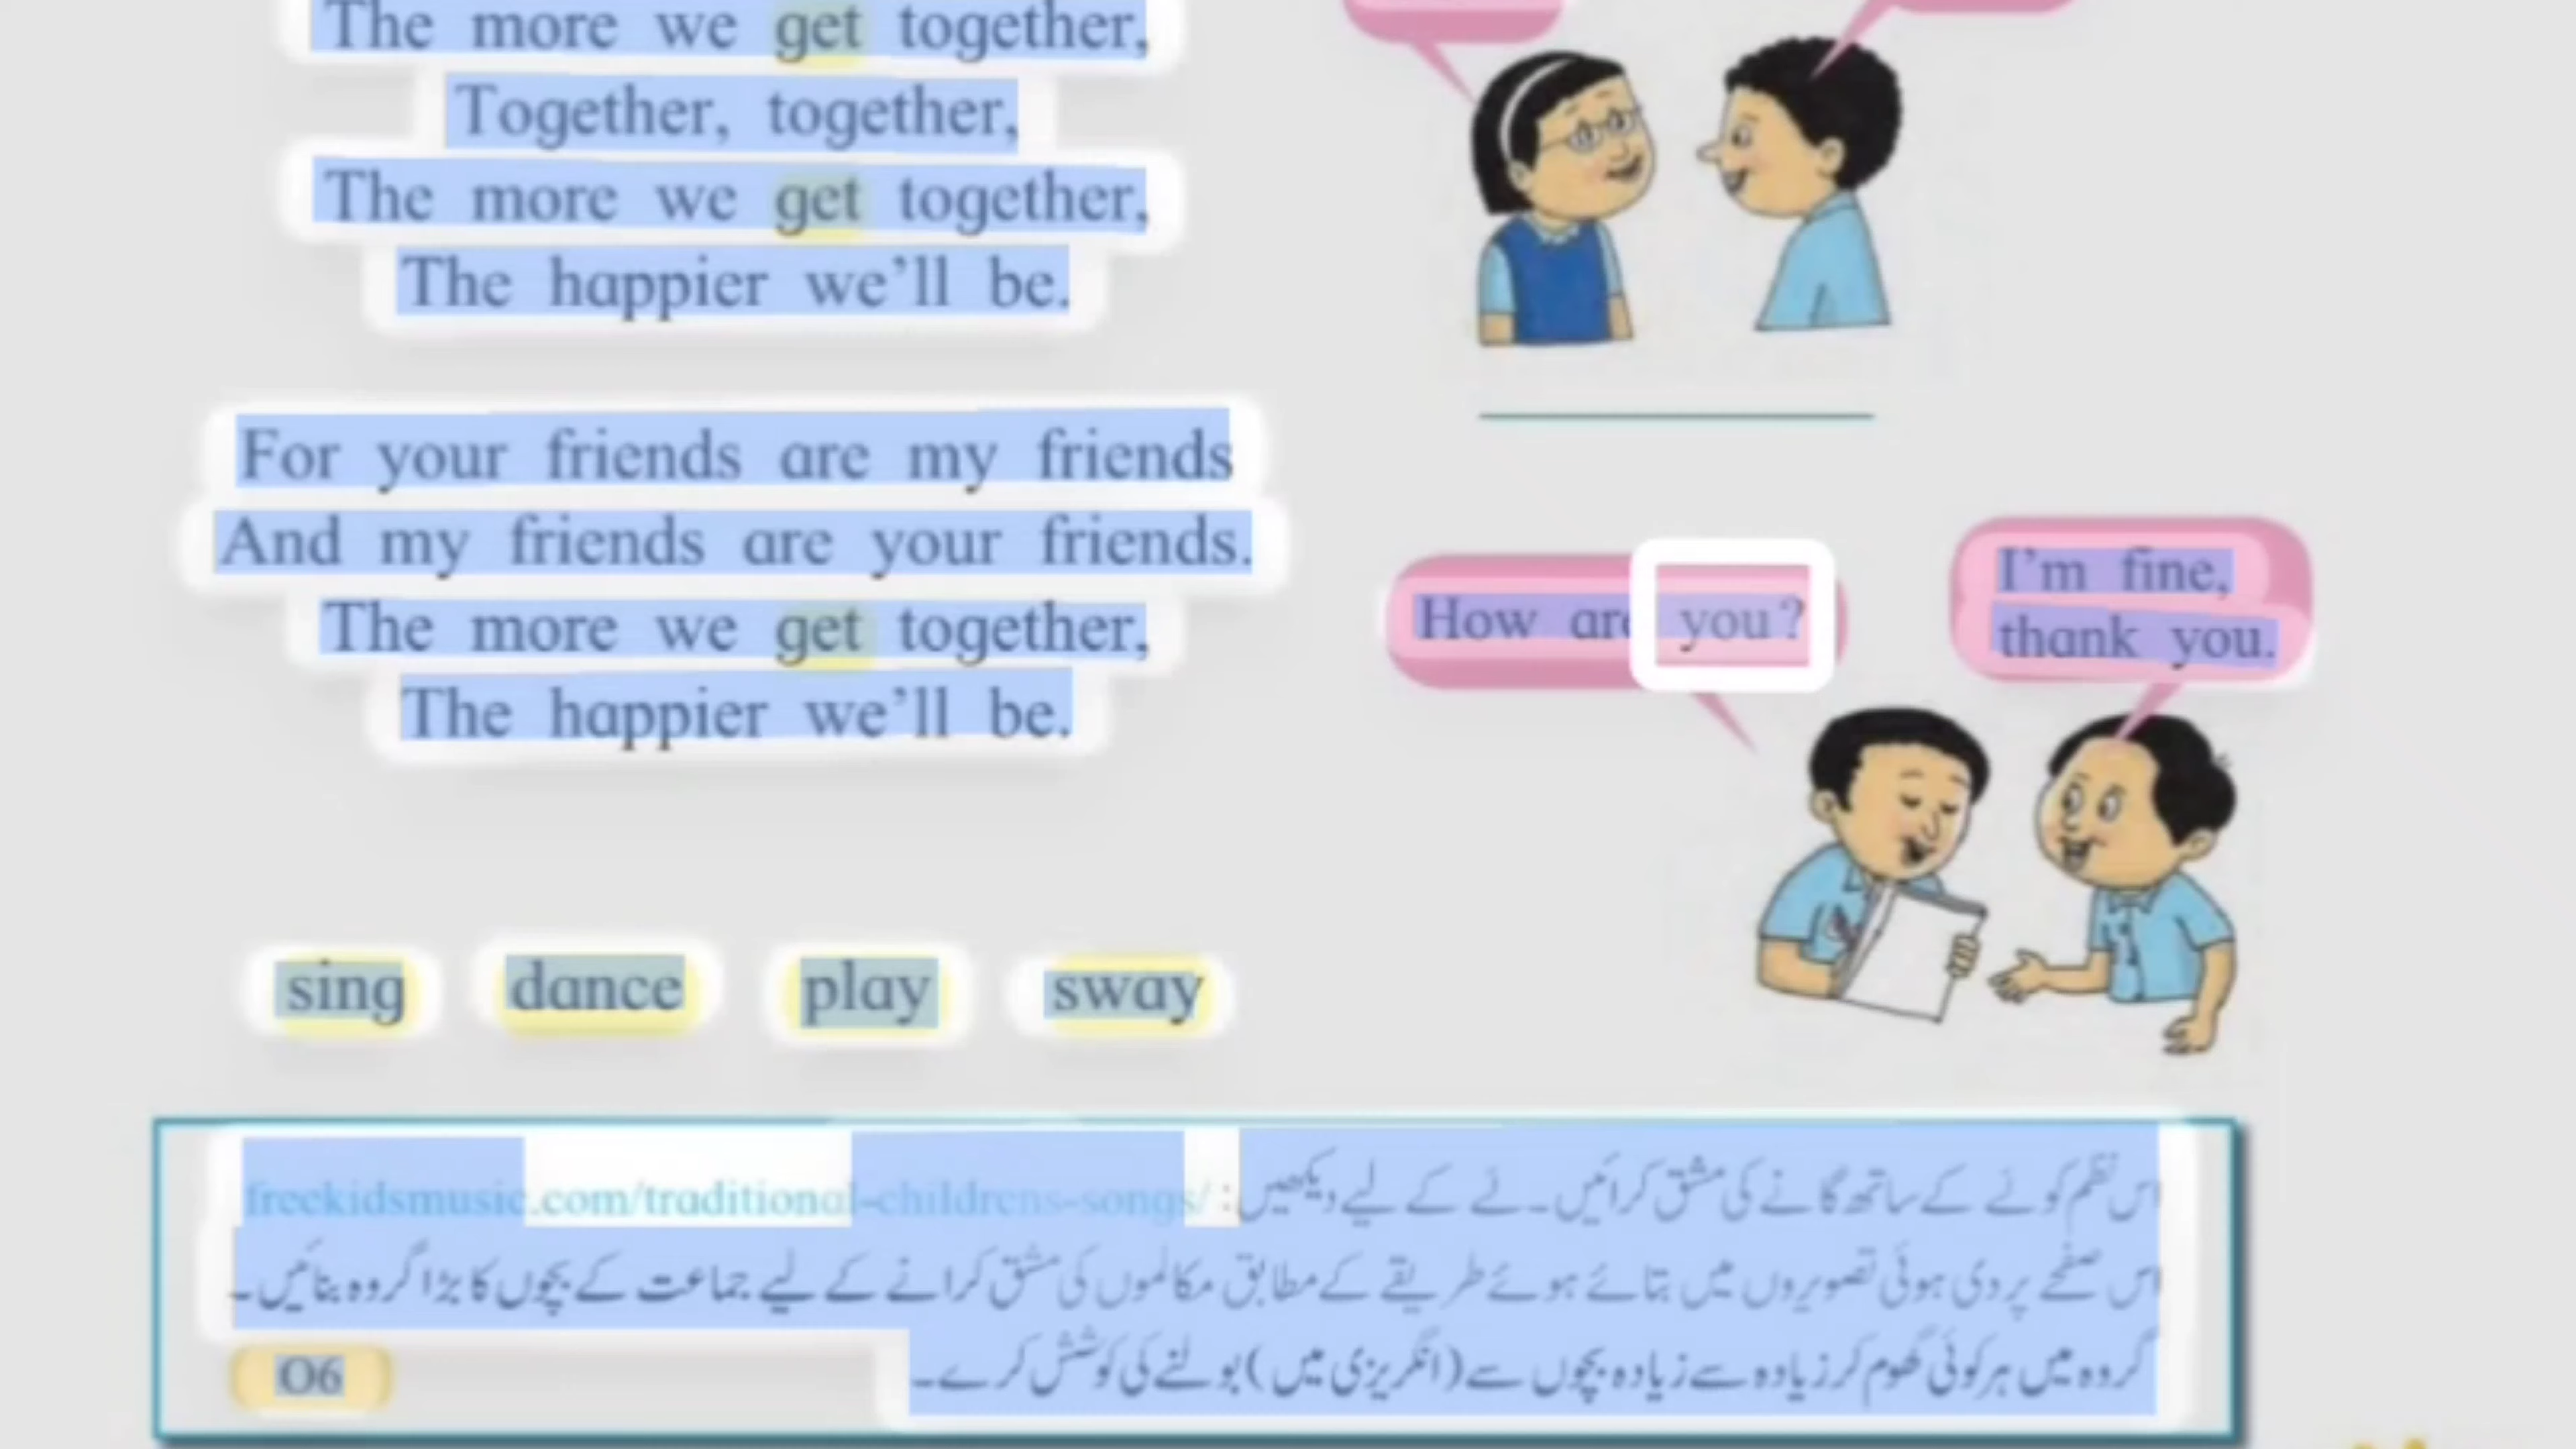 The more we get together,
Together, together,
The more we get together,
The happier we'll be.
For your friends are my friends
And my friends are your friends.
The more we get together,
The happier we'll be.
sing dance play sway
How are you?
I'm fine,
thank you.
اس نظم کو لے کے ساتھ گانے کی مشق کرائیں۔ لے کے لیے دیکھیں: freekidsmusic.com/traditional-childrens-songs/
اس صفحے پر دی ہوئی تصویروں میں بتائے ہوئے طریقے کے مطابق مکالموں کی مشق کرانے کے لیے جماعت کے بچوں کا بڑا گروہ بنائیں۔
گروہ میں ہر کوئی گھوم کر زیادہ سے زیادہ بچوں سے (انگریزی میں) بولنے کی کوشش کرے۔
06